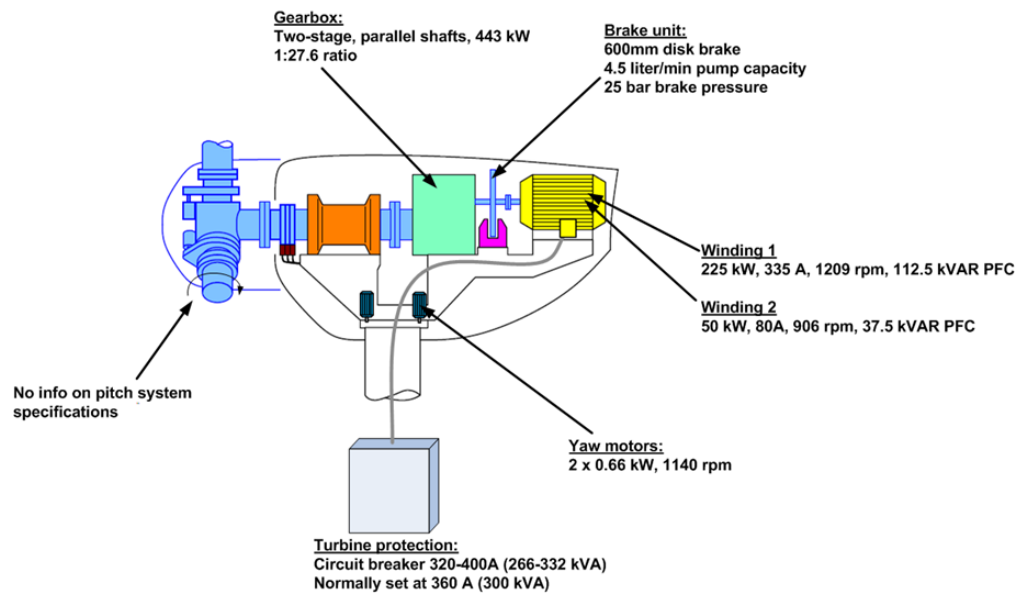 Gearbox:
Two-stage, parallel shafts, 443 kW
1:27.6 ratio
Brake unit:
600mm disk brake
4.5 liter/min pump capacity
25 bar brake pressure
Winding 1
225 kW, 335 A, 1209 rpm, 112.5 kVAR PFC
Winding 2
50 kW, 80A, 906 rpm, 37.5 kVAR PFC
No info on pitch system
specifications
Yaw motors:
2 x 0.66 kW, 1140 rpm
Turbine protection:
Circuit breaker 320-400A (266-332 kVA)
Normally set at 360 A (300 kVA)